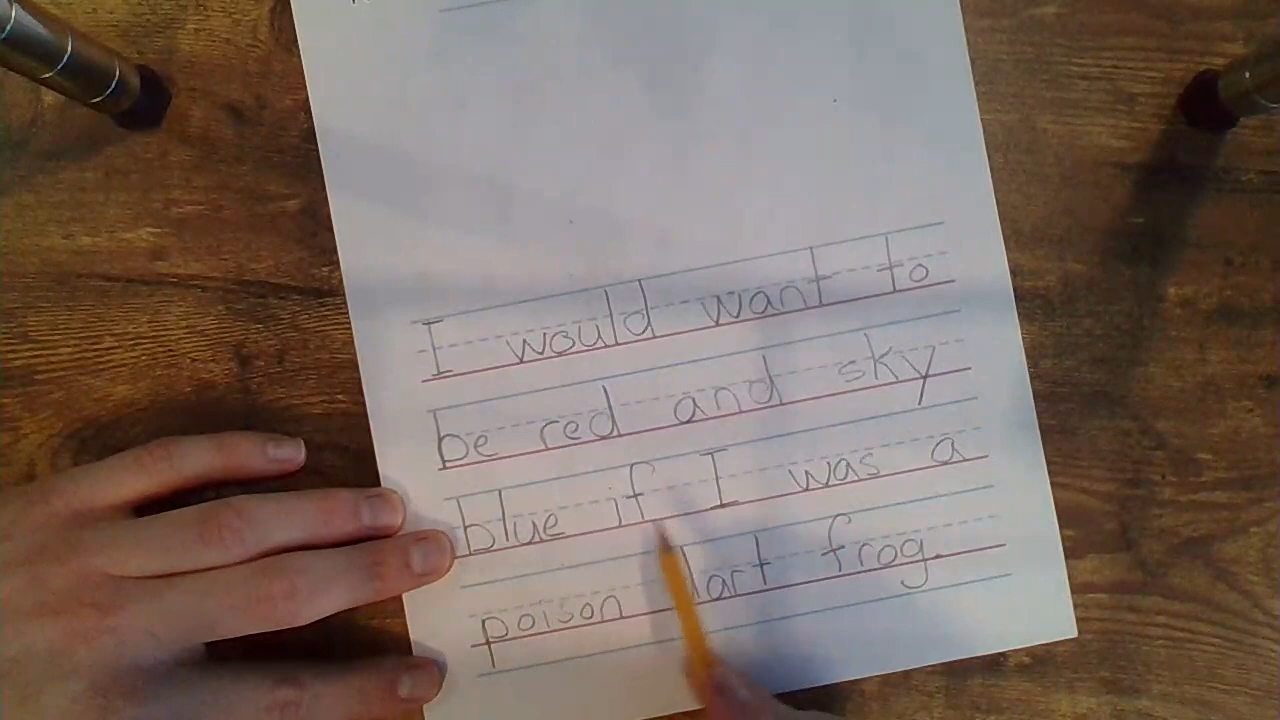 I would want to
be red and sky
blue if I was a
poison dart frog.